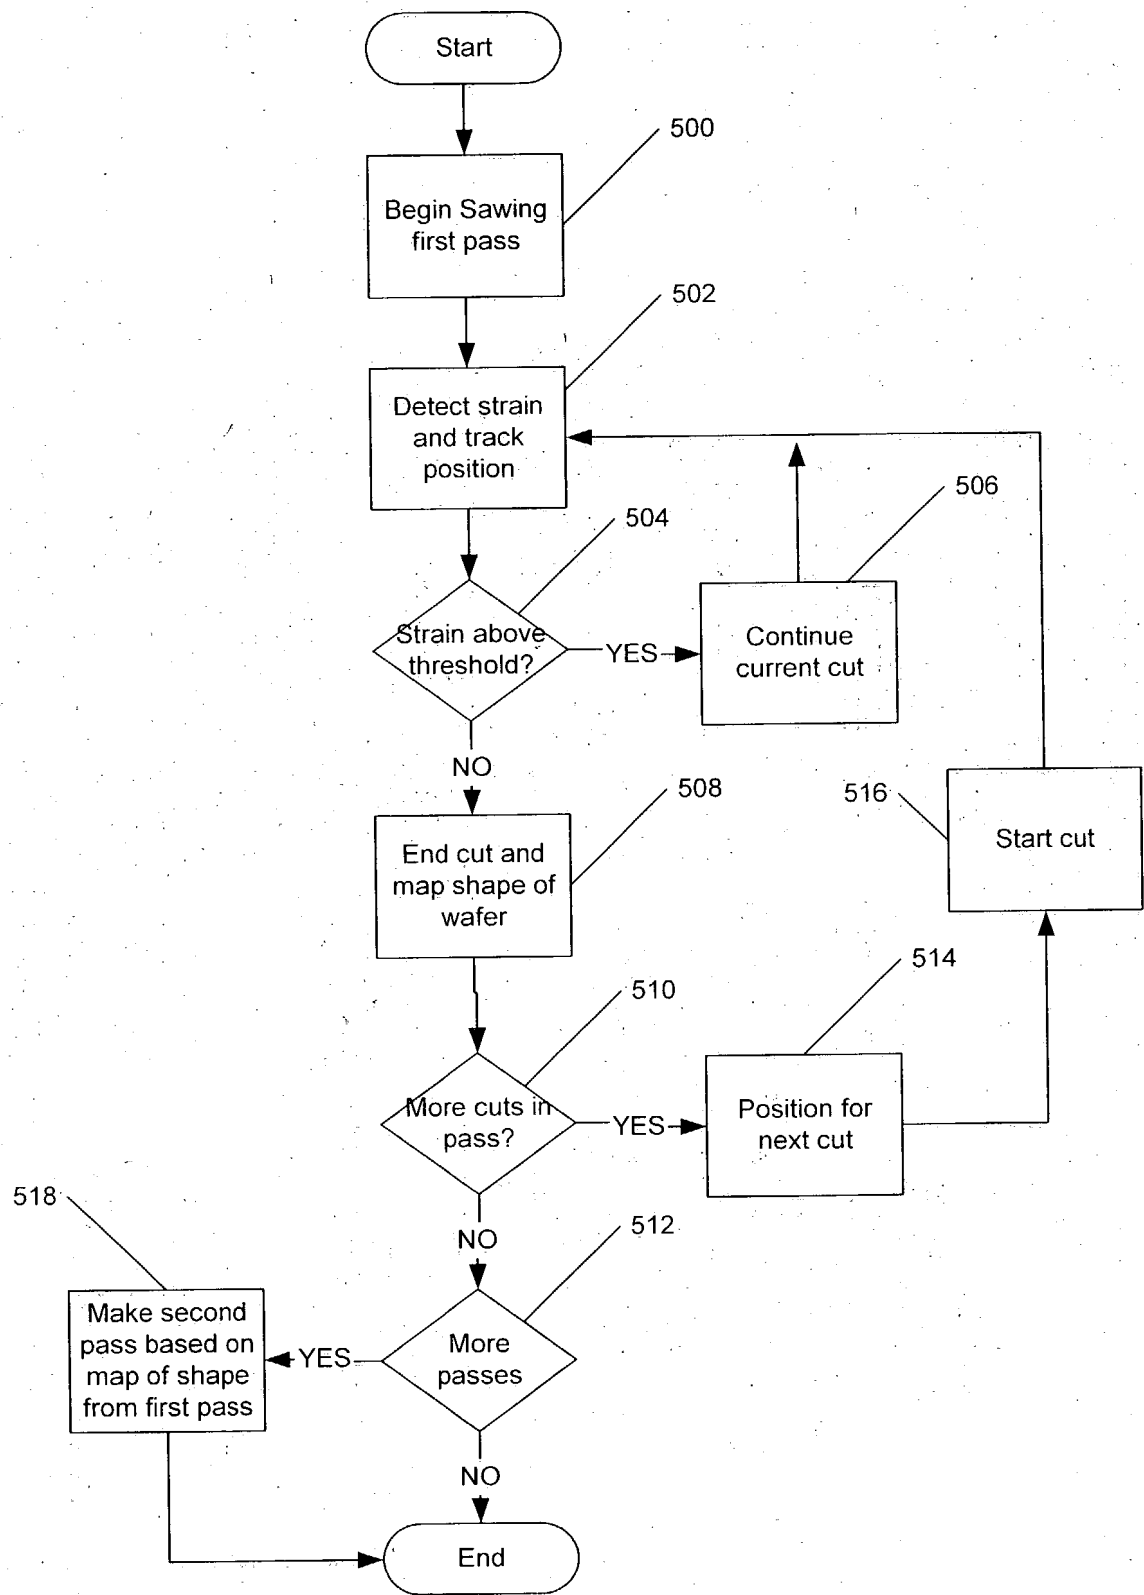 Start
500
Begin Sawing
first pass
502
Detect strain
and track
position
506
504
Strain above
threshold?
YES
Continue
current cut
NO
508
516
Start cut
End cut and
map shape of
wafer
514
510
More cuts in
pass?
YES
Position for
next cut
518
NO
512
Make second
pass based on
map of shape
from first pass
YES
More
passes
NO
End